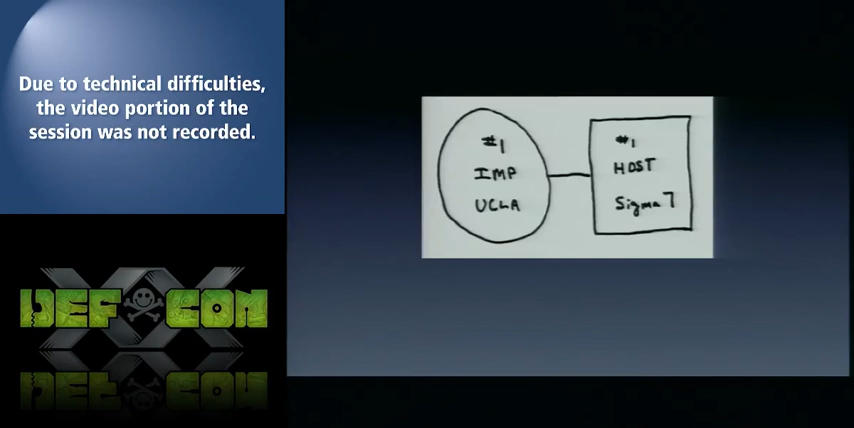 Due to technical difficulties,
the video portion of the
session was not recorded.
DEF CON
XX
#1
IMP
UCLA
#1
HOST
Sigma 7